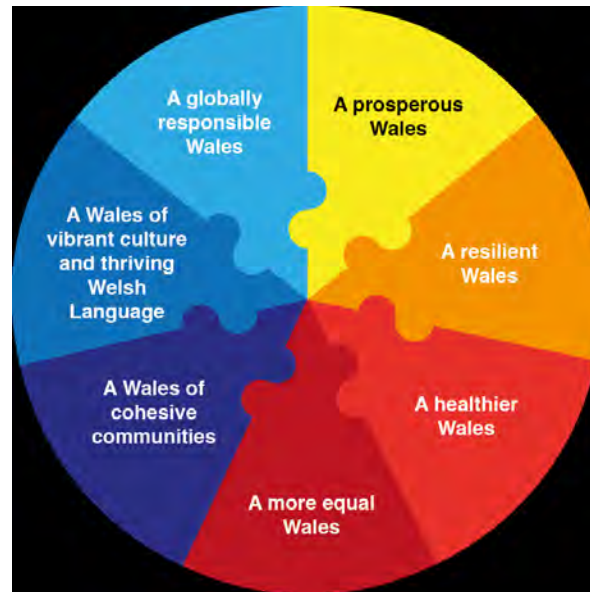 A prosperous
Wales
A resilient
Wales
A healthier
Wales
A more equal
Wales
A Wales of
cohesive
communities
A Wales of
vibrant culture
and thriving
Welsh
Language
A globally
responsible
Wales